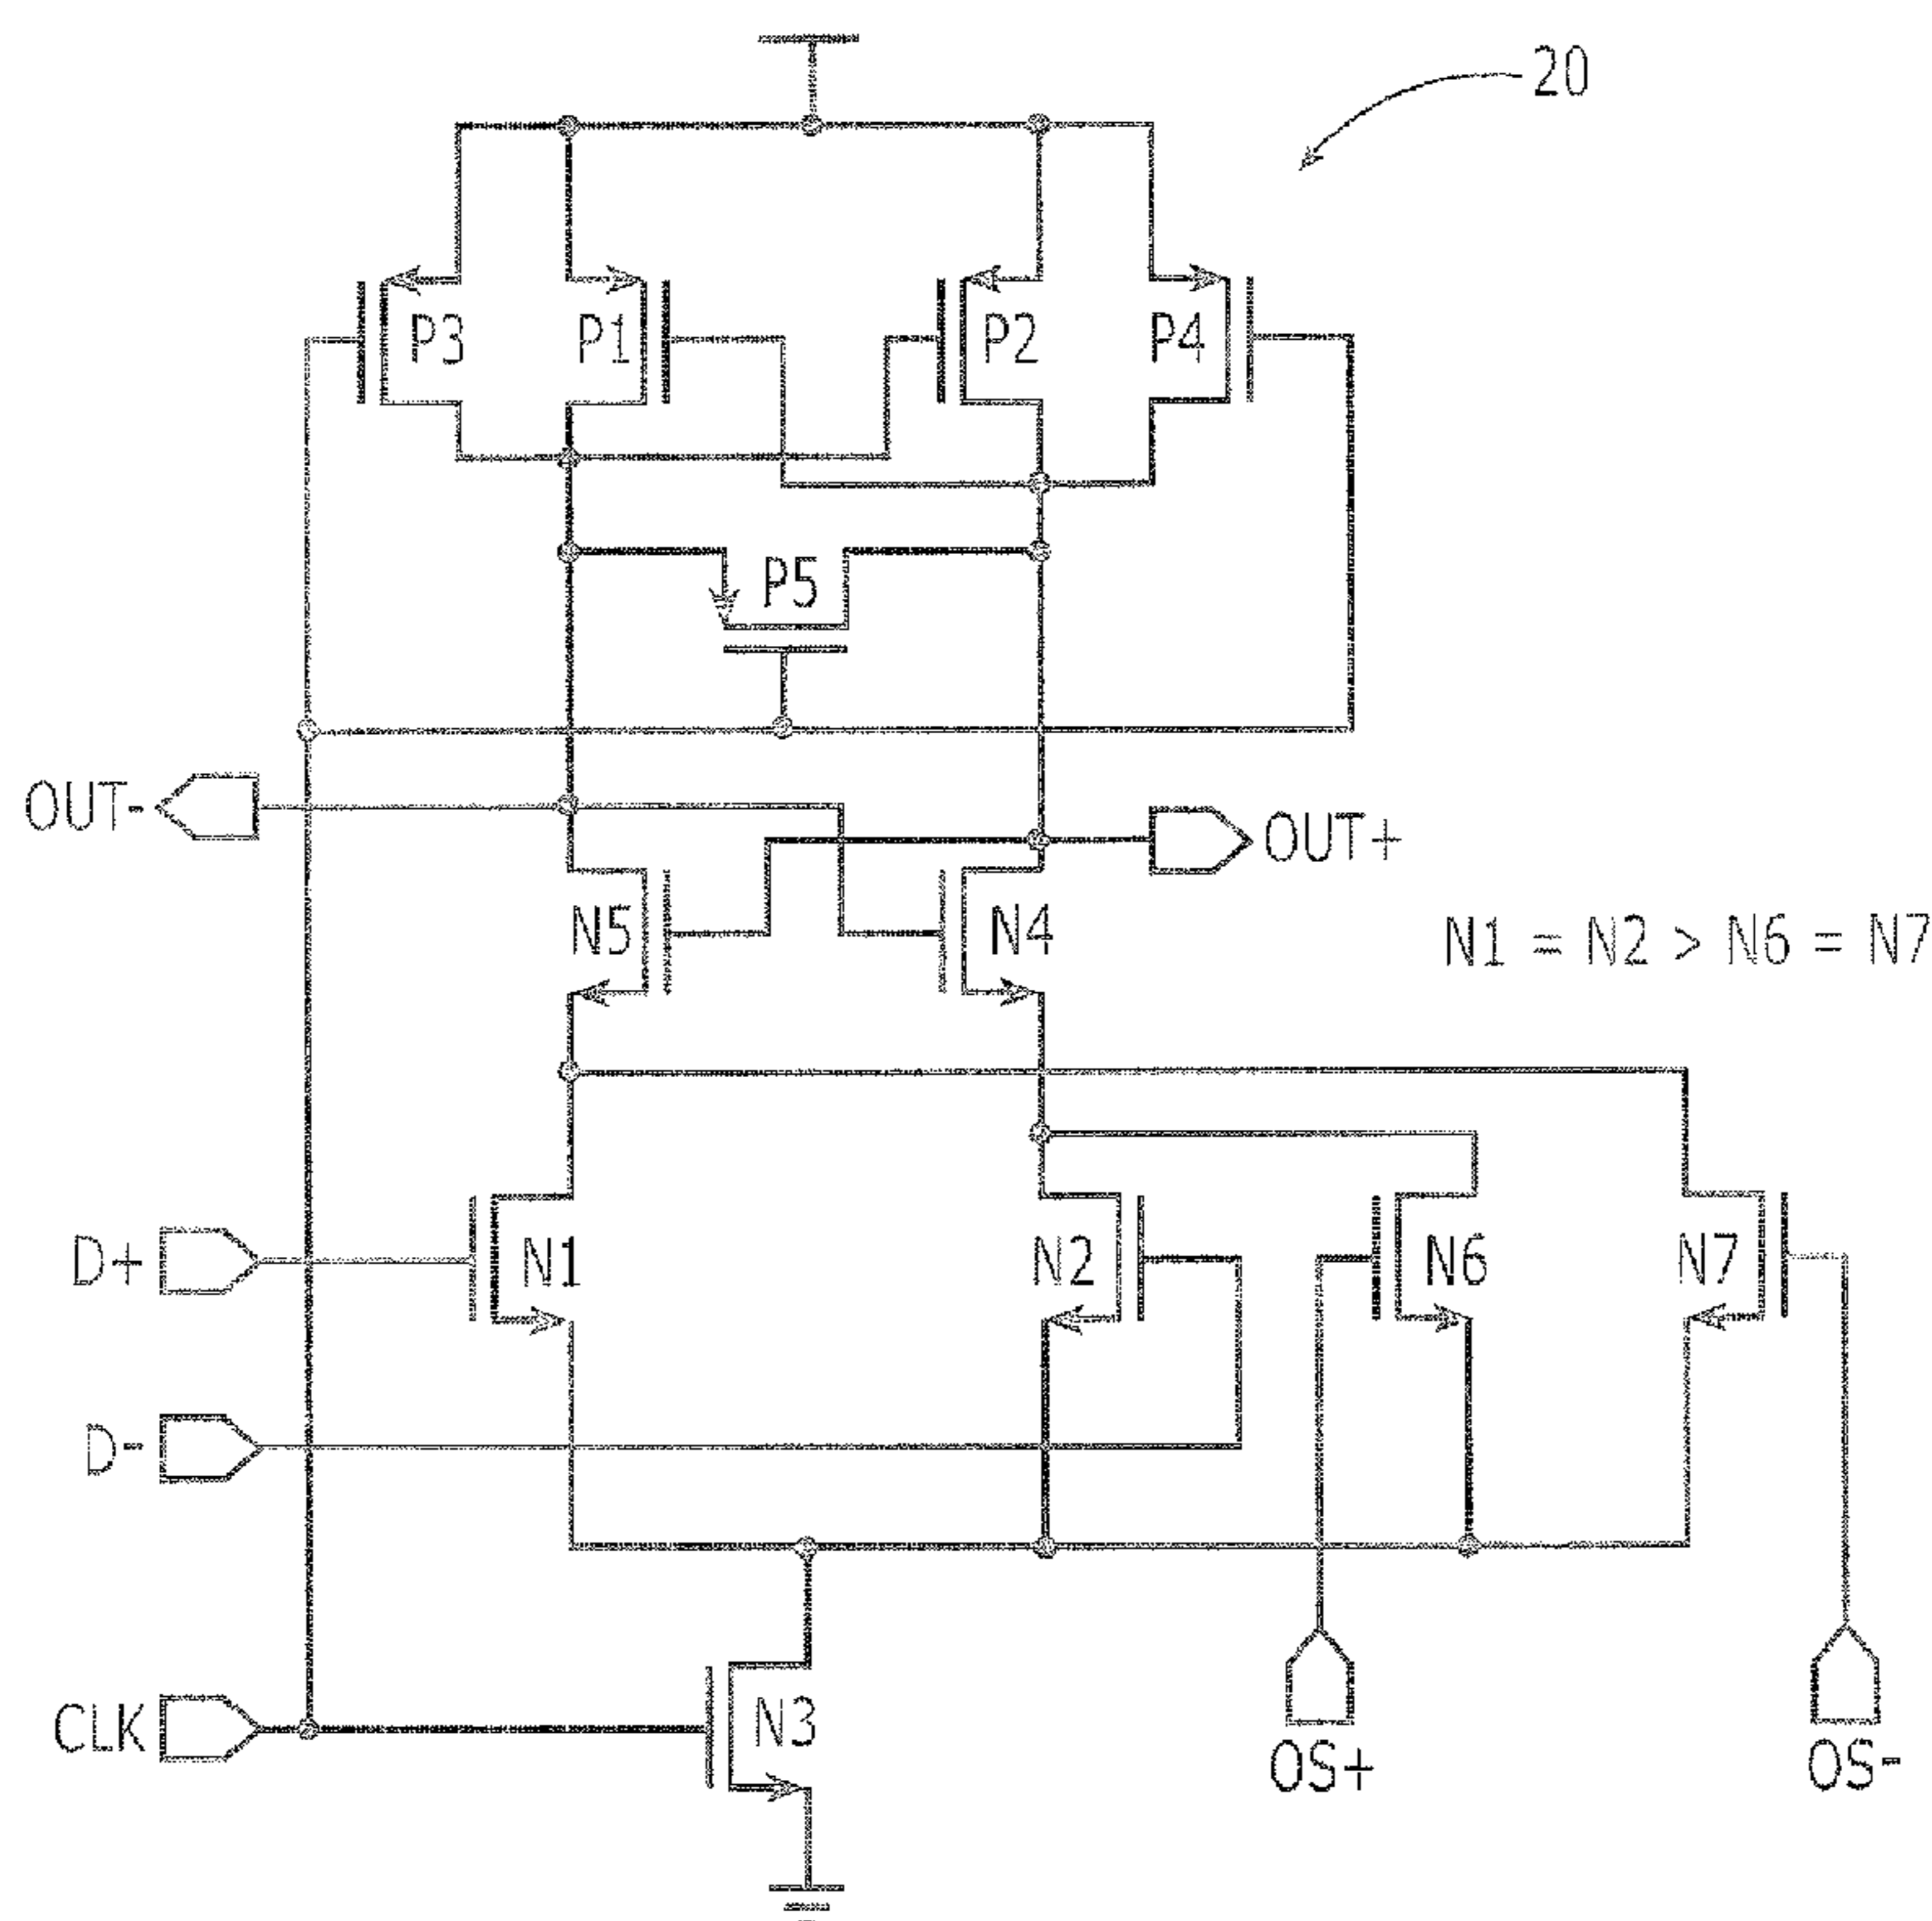 20
P3
P1
P2
P4
P5
OUT-
OUT+
N5
N4
N1 = N2 > N6 = N7
D+
N1
N2
N6
N7
D-
CLK
N3
OS+
OS-